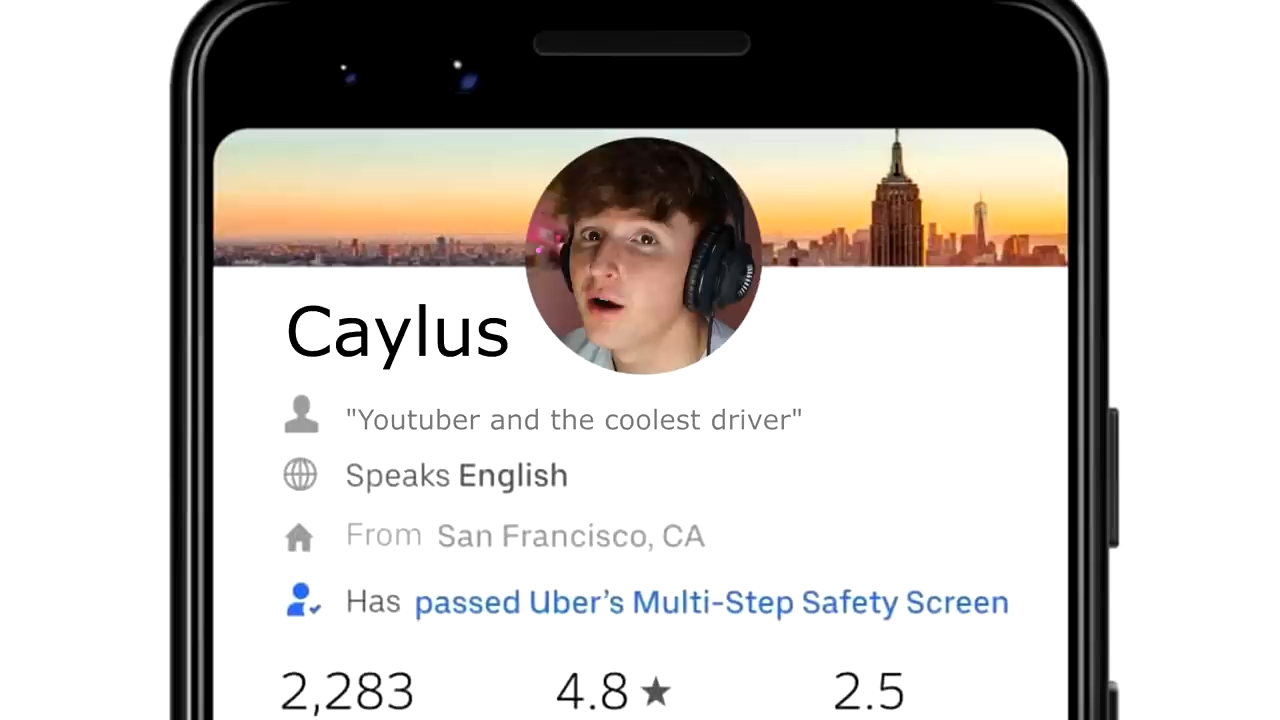 Caylus
"Youtuber and the coolest driver"
Speaks English
From San Francisco, CA
Has passed Uber’s Multi-Step Safety Screen
2,283 4.8 ★ 2.5